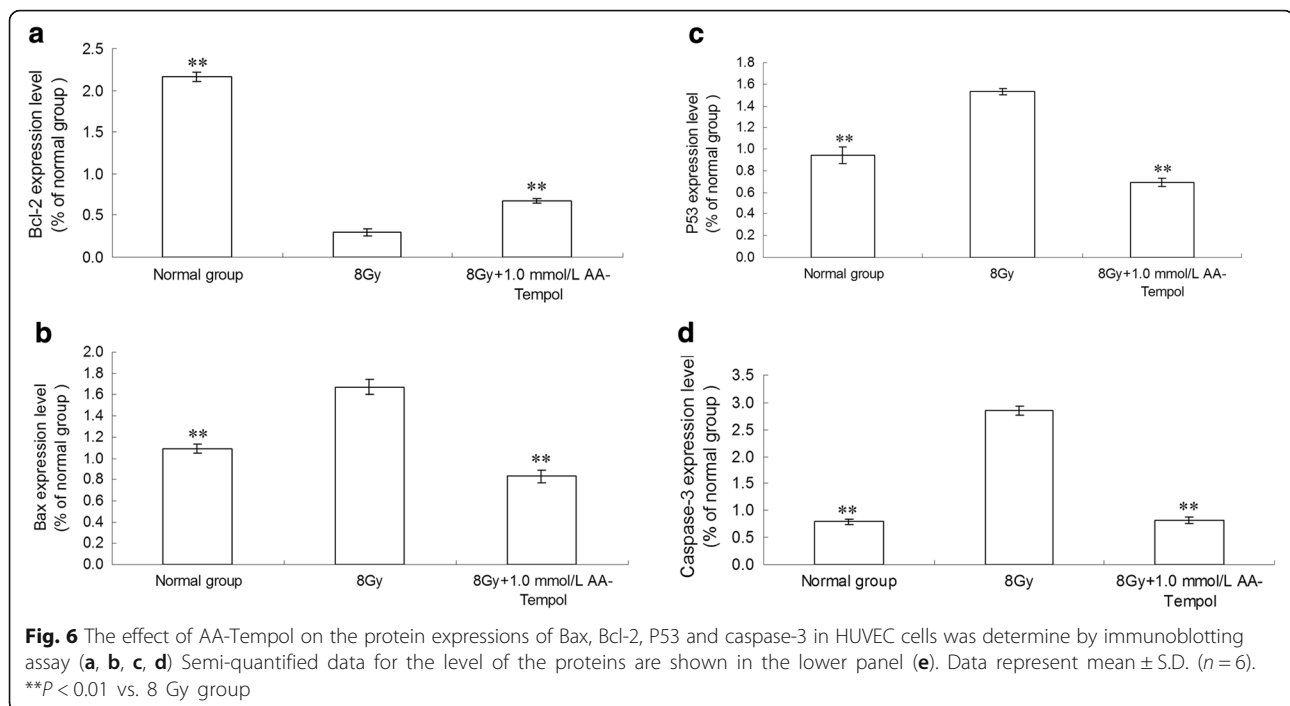 a
Bcl-2 expression level
(% of normal group )
2.5
2.0
1.5
1.0
0.5
0.0
**
**
Normal group
8Gy
8Gy+1.0 mmol/L AA-
Tempol
c
P53 expression level
(% of normal group )
1.8
1.6
1.4
1.2
1.0
0.8
0.6
0.4
0.2
0.0
**
**
Normal group
8Gy
8Gy+1.0 mmol/L AA-
Tempol
b
Bax expression level
(% of normal group )
2.0
1.8
1.6
1.4
1.2
1.0
0.8
0.6
0.4
0.2
0.0
**
**
Normal group
8Gy
8Gy+1.0 mmol/L AA-
Tempol
d
Caspase-3 expression level
(% of normal group )
3.5
3.0
2.5
2.0
1.5
1.0
0.5
0.0
**
**
Normal group
8Gy
8Gy+1.0 mmol/L AA-
Tempol
Fig. 6 The effect of AA-Tempol on the protein expressions of Bax, Bcl-2, P53 and caspase-3 in HUVEC cells was determine by immunoblotting
assay (a, b, c, d) Semi-quantified data for the level of the proteins are shown in the lower panel (e). Data represent mean ± S.D. (n = 6).
**P < 0.01 vs. 8 Gy group